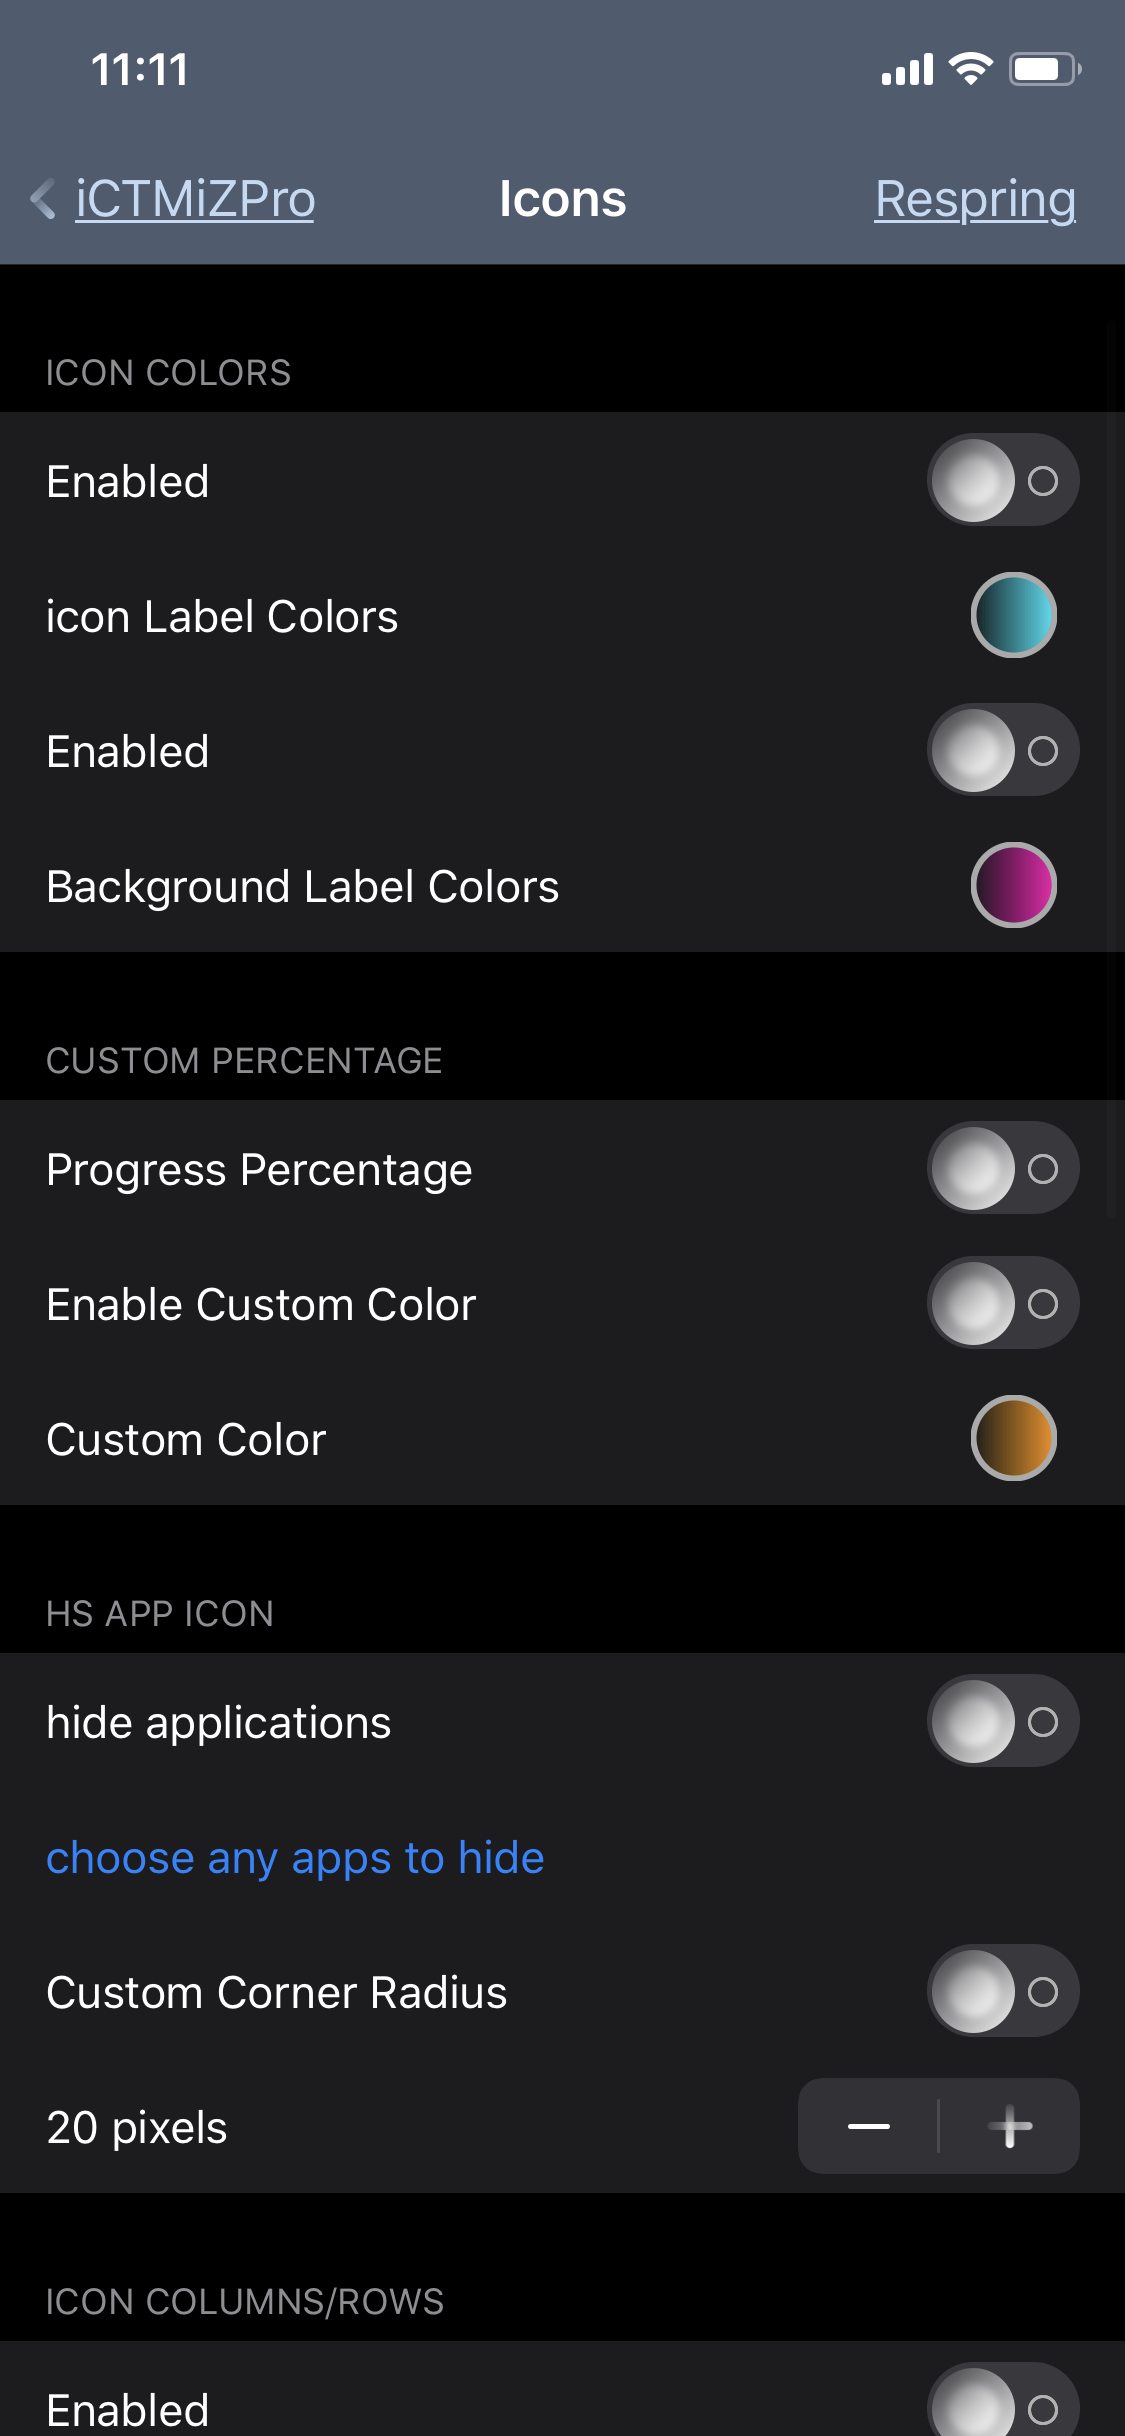 11:11
iCTMiZPro
Icons
Respring
ICON COLORS
Enabled
icon Label Colors
Enabled
Background Label Colors
CUSTOM PERCENTAGE
Progress Percentage
Enable Custom Color
Custom Color
HS APP ICON
hide applications
choose any apps to hide
Custom Corner Radius
20 pixels
ICON COLUMNS/ROWS
Enabled